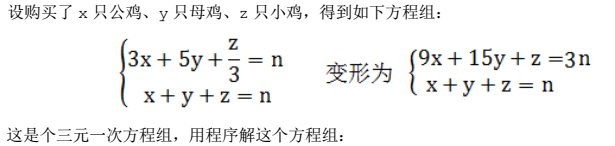 设购买了 x 只公鸡、y 只母鸡、z 只小鸡，得到如下方程组：
{3x + 5y + z/3 = n
x + y + z = n
变形为
{9x + 15y + z =3n
x + y + z = n
这是个三元一次方程组，用程序解这个方程组：